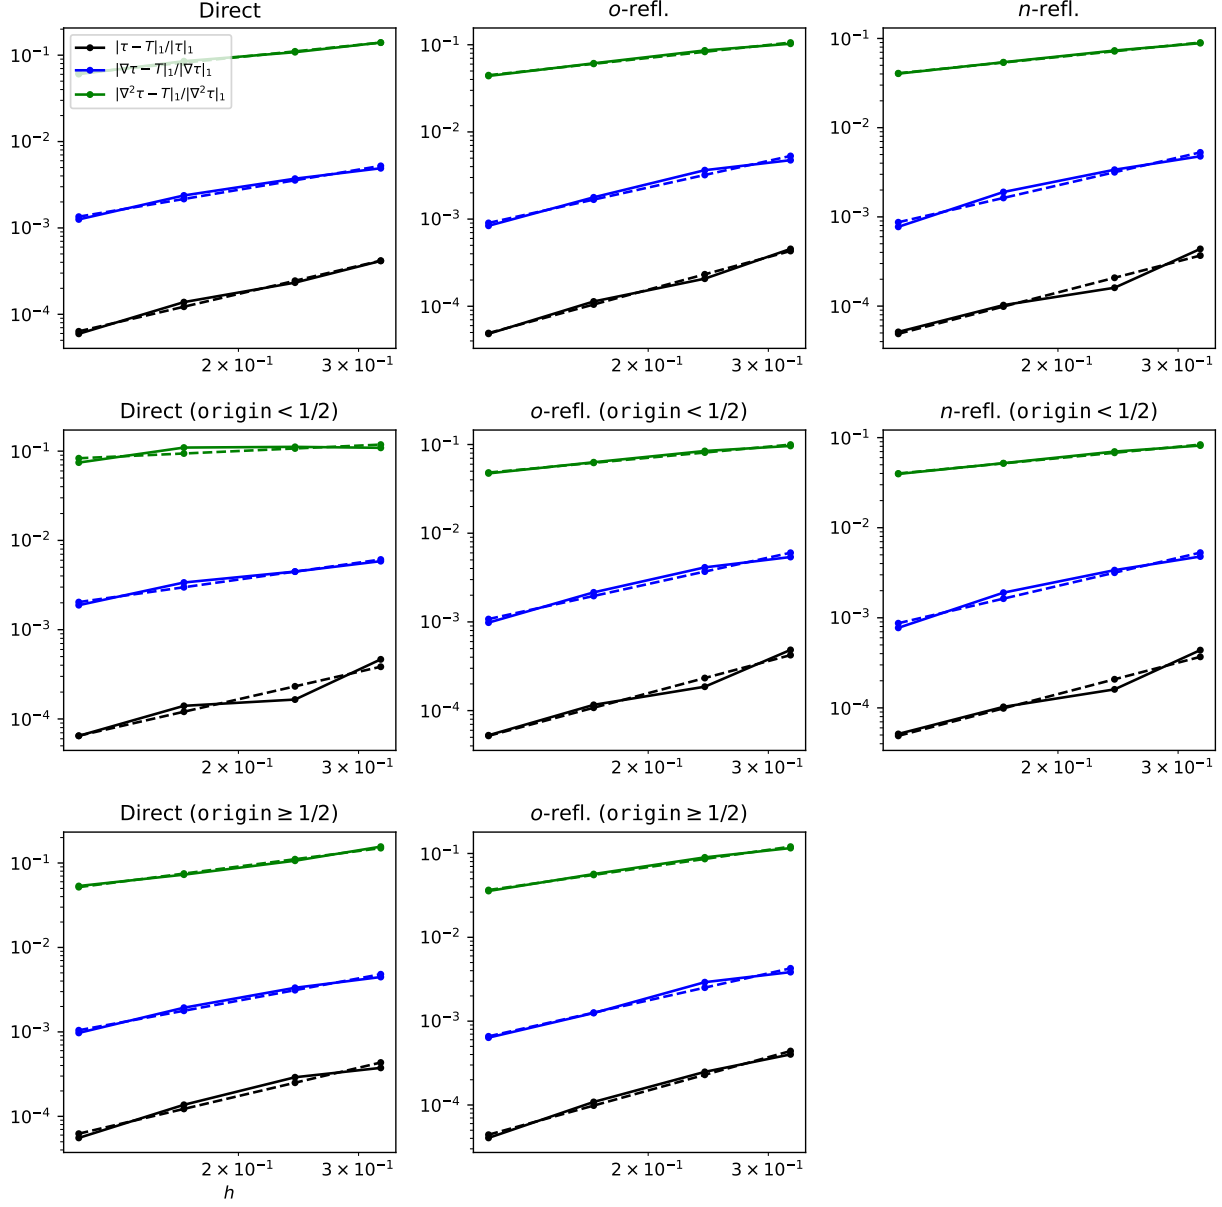 Direct
o-refl.
n-refl.
|τ − T|₁/|τ|₁
|∇τ − T|₁/|∇τ|₁
|∇²τ − T|₁/|∇²τ|₁
10⁻¹
10⁻²
10⁻³
10⁻⁴
2 × 10⁻¹ 3 × 10⁻¹
10⁻¹
10⁻²
10⁻³
10⁻⁴
2 × 10⁻¹ 3 × 10⁻¹
10⁻¹
10⁻²
10⁻³
10⁻⁴
2 × 10⁻¹ 3 × 10⁻¹
Direct (origin < 1/2)
o-refl. (origin < 1/2)
n-refl. (origin < 1/2)
10⁻¹
10⁻²
10⁻³
10⁻⁴
2 × 10⁻¹ 3 × 10⁻¹
10⁻¹
10⁻²
10⁻³
10⁻⁴
2 × 10⁻¹ 3 × 10⁻¹
10⁻¹
10⁻²
10⁻³
10⁻⁴
2 × 10⁻¹ 3 × 10⁻¹
Direct (origin ≥ 1/2)
o-refl. (origin ≥ 1/2)
10⁻¹
10⁻²
10⁻³
10⁻⁴
2 × 10⁻¹ 3 × 10⁻¹
h
10⁻¹
10⁻²
10⁻³
10⁻⁴
2 × 10⁻¹ 3 × 10⁻¹